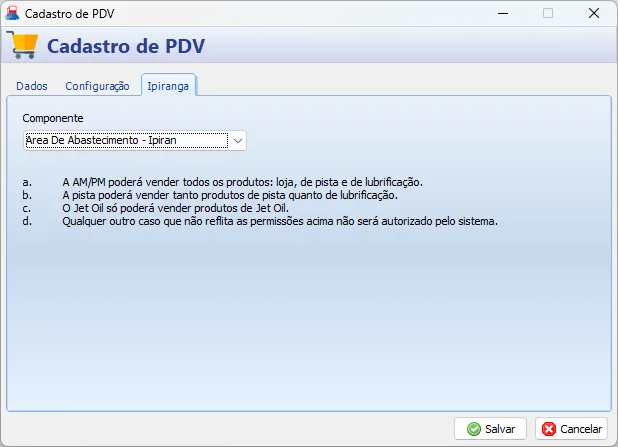 Cadastro de PDV
Cadastro de PDV
Dados Configuração Ipiranga
Componente
Area De Abastecimento - Ipiran
a. A AM/PM poderá vender todos os produtos: loja, de pista e de lubrificação.
b. A pista poderá vender tanto produtos de pista quanto de lubrificação.
c. O Jet Oil só poderá vender produtos de Jet Oil.
d. Qualquer outro caso que não reflita as permissões acima não será autorizado pelo sistema.
Salvar Cancelar